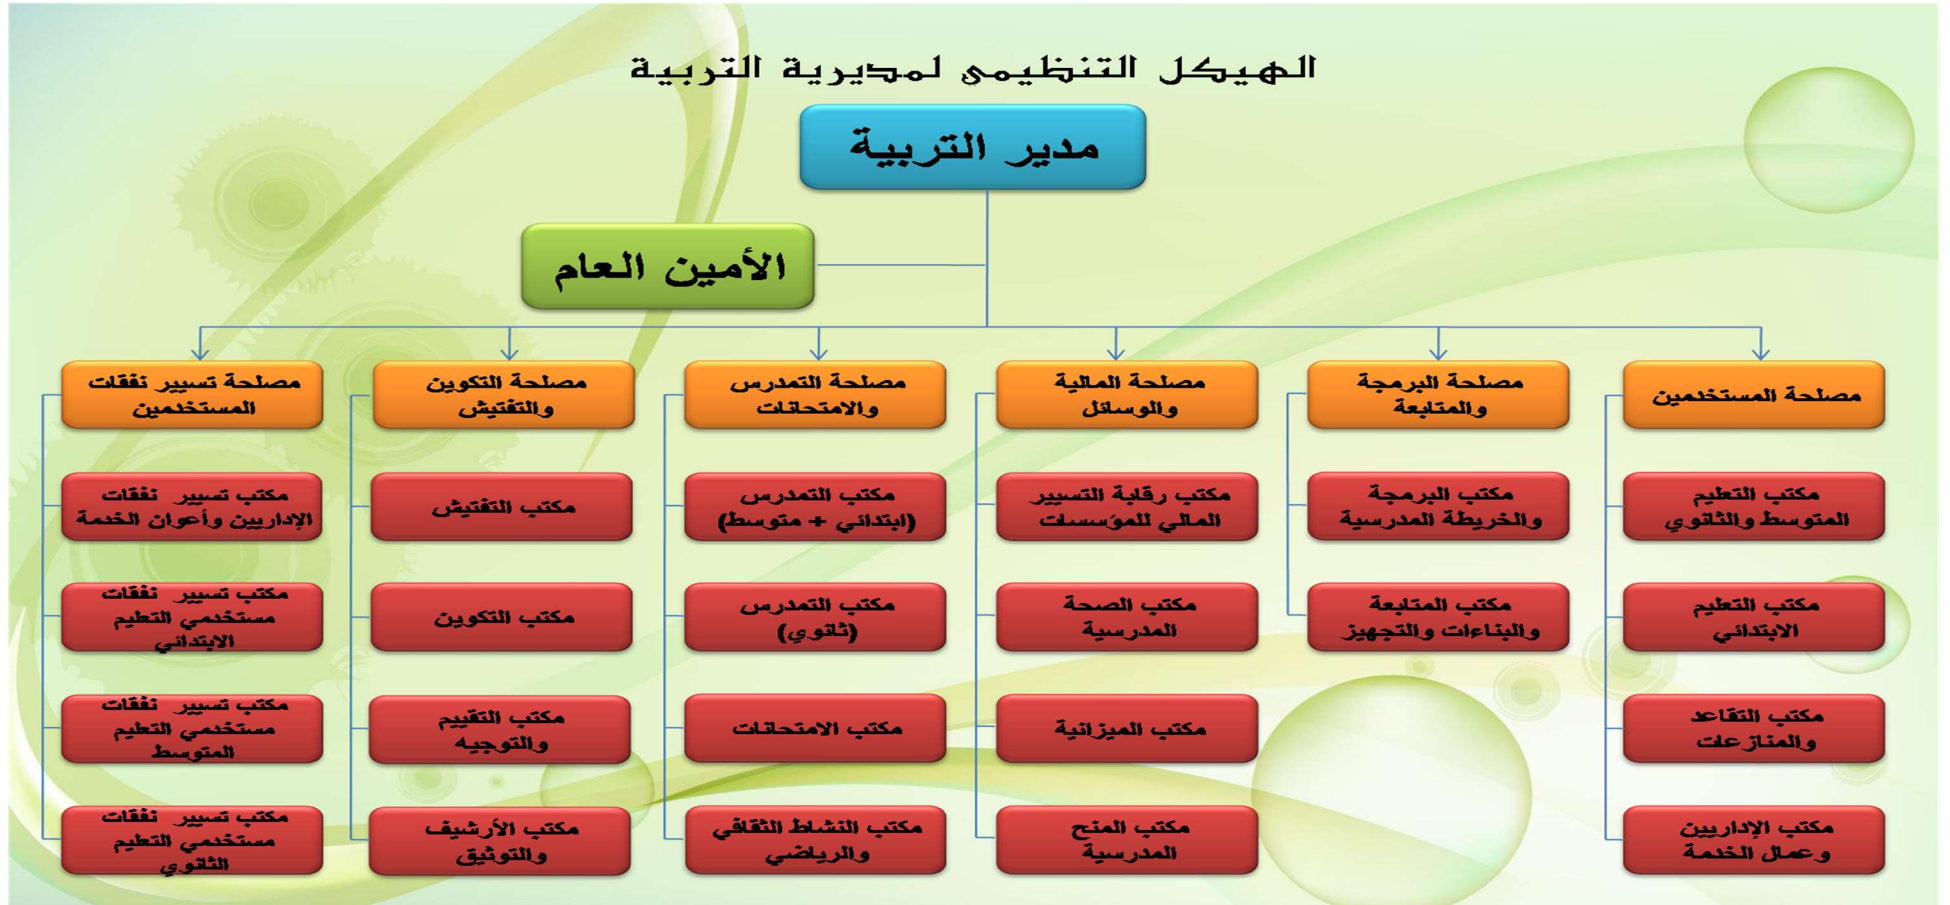 الهيكل التنظيمي لمديرية التربية
مدير التربية
الأمين العام
مصلحة المستخدمين
مكتب التعليم
المتوسط والثانوي
مكتب التعليم
الابتدائي
مكتب التقاعد
والمنازعات
مكتب الإداريين
وعمال الخدمة
مصلحة البرمجة
والمتابعة
مكتب البرمجة
والخريطة المدرسية
مكتب المتابعة
والبناءات والتجهيز
مصلحة المالية
والوسائل
مكتب رقابة التسيير
المالي للمؤسسات
مكتب الصحة
المدرسية
مكتب الميزانية
مكتب المنح
المدرسية
مصلحة التمدرس
والامتحانات
مكتب التمدرس
(ابتدائي + متوسط)
مكتب التمدرس
(ثانوي)
مكتب الامتحانات
مكتب النشاط الثقافي
والرياضي
مصلحة التكوين
والتفتيش
مكتب التفتيش
مكتب التكوين
مكتب التقييم
والتوجيه
مكتب الأرشيف
والتوثيق
مصلحة تسيير نفقات
المستخدمين
مكتب تسيير نفقات
الإداريين وأعوان الخدمة
مكتب تسيير نفقات
مستخدمي التعليم
الابتدائي
مكتب تسيير نفقات
مستخدمي التعليم
المتوسط
مكتب تسيير نفقات
مستخدمي التعليم
الثانوي